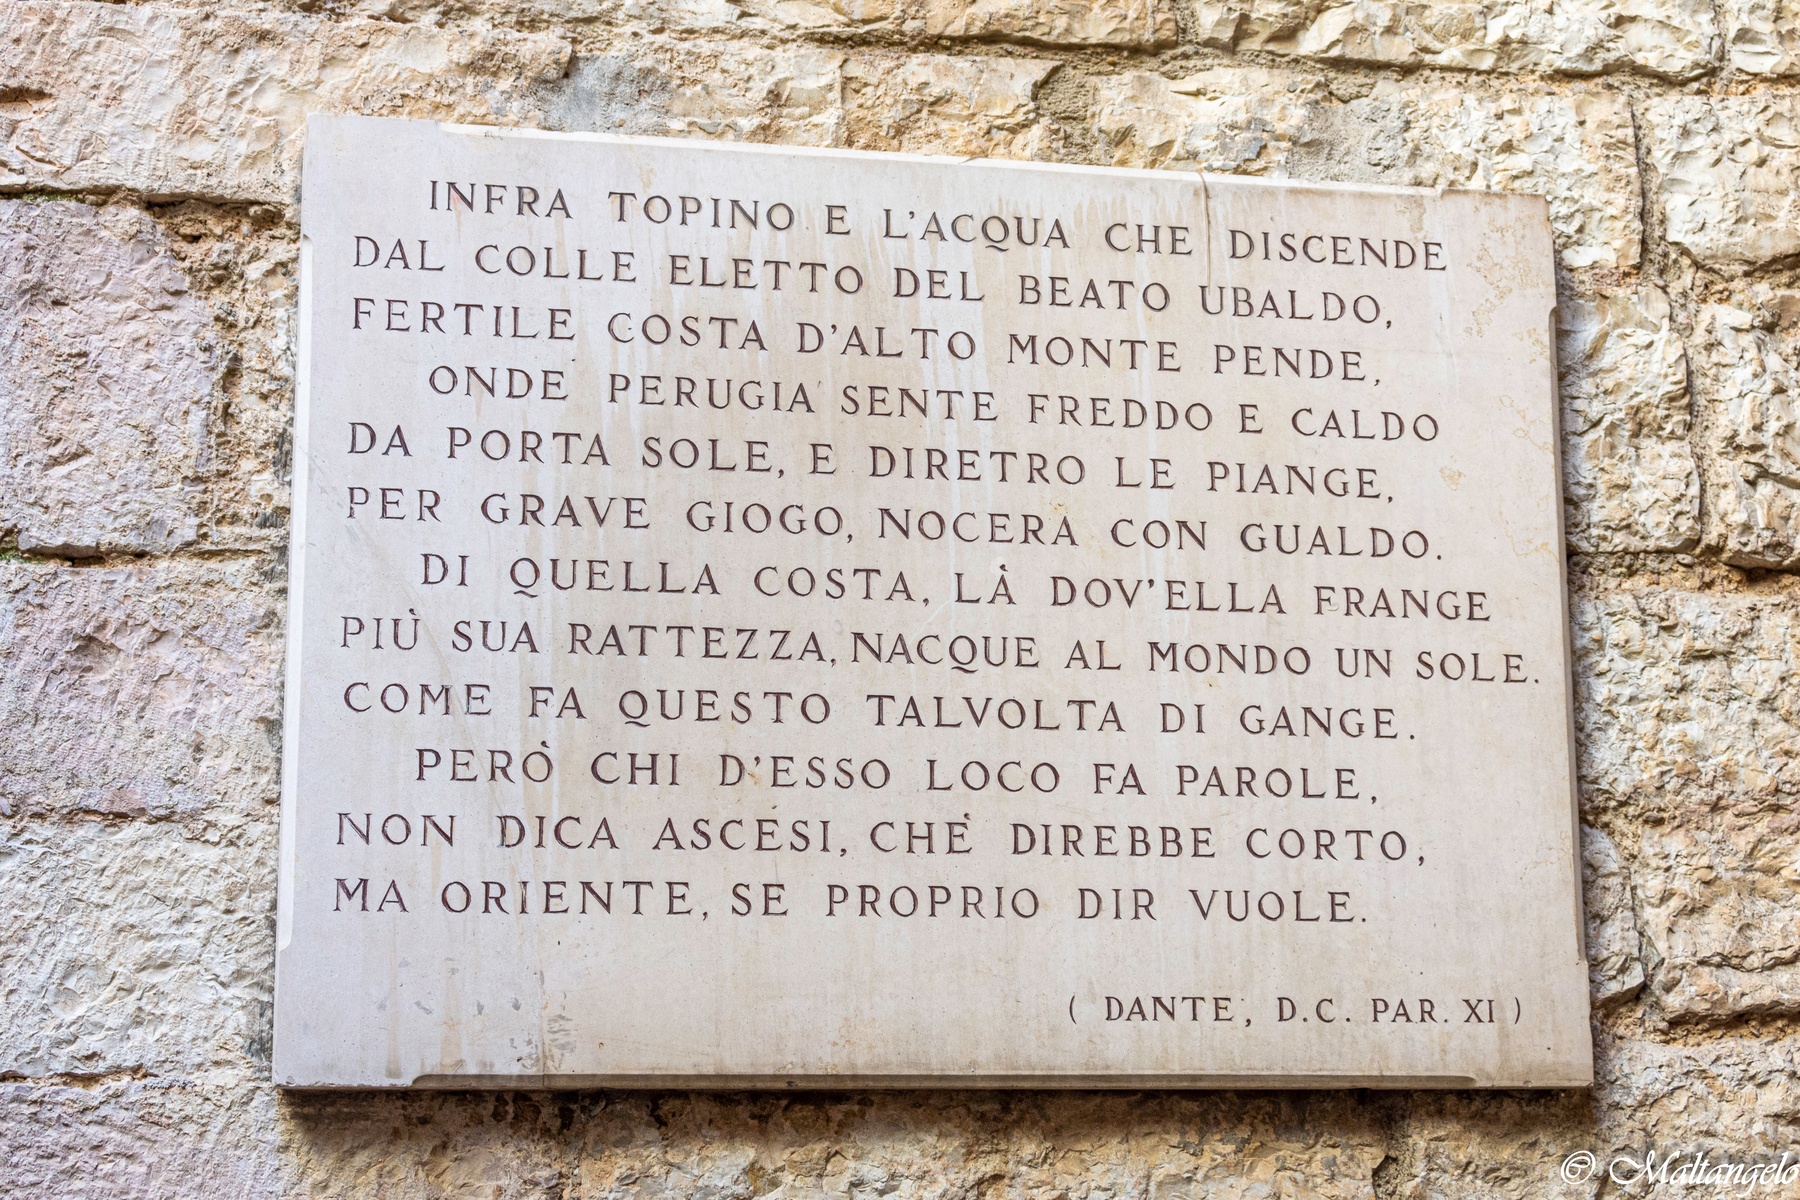 INFRA TOPINO E L'ACQUA CHE DISCENDE
DAL COLLE ELETTO DEL BEATO UBALDO,
FERTILE COSTA D'ALTO MONTE PENDE,
ONDE PERUGIA SENTE FREDDO E CALDO
DA PORTA SOLE, E DIRETRO LE PIANGE,
PER GRAVE GIOGO, NOCERA CON GUALDO.
DI QUELLA COSTA, LÀ DOV'ELLA FRANGE
PIÙ SUA RATTEZZA, NACQUE AL MONDO UN SOLE.
COME FA QUESTO TALVOLTA DI GANGE.
PERÒ CHI D'ESSO LOCO FA PAROLE,
NON DICA ASCESI, CHÈ DIREBBE CORTO,
MA ORIENTE, SE PROPRIO DIR VUOLE.
( DANTE, D.C. PAR. XI )
© Maltangelo